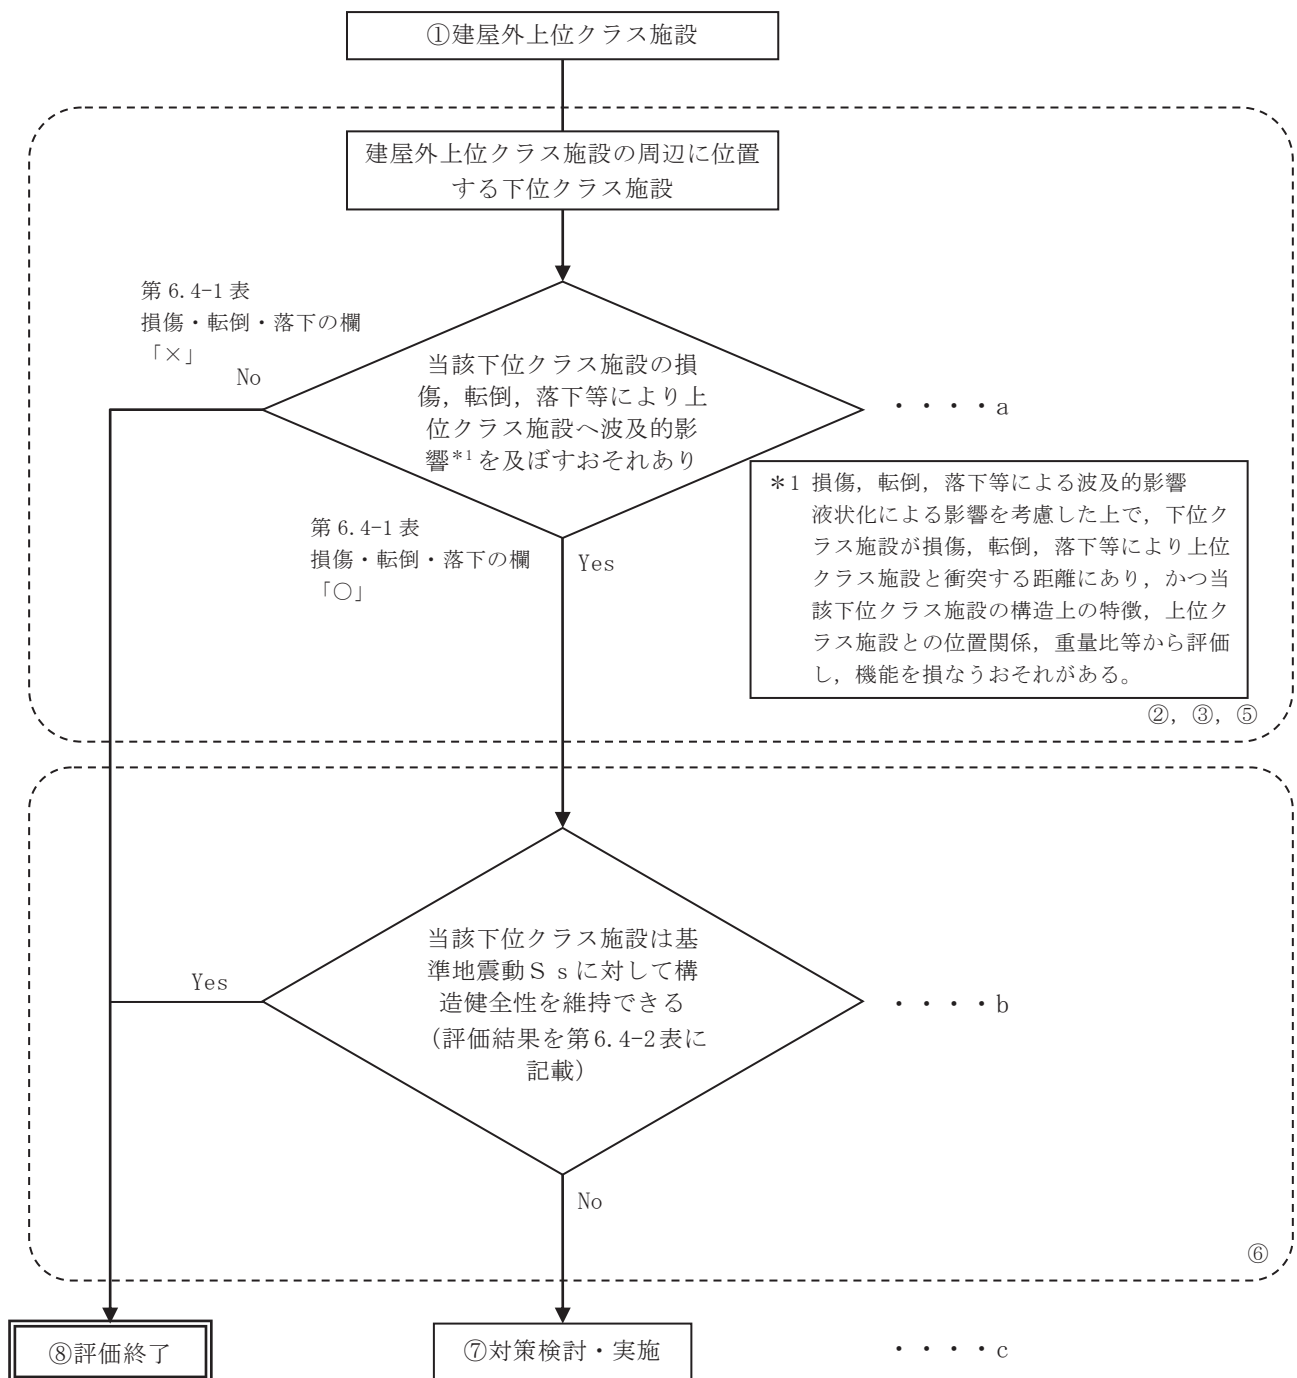 ①建屋外上位クラス施設
建屋外上位クラス施設の周辺に位置
する下位クラス施設
第 6.4-1 表
損傷・転倒・落下の欄
「×」
No
当該下位クラス施設の損
傷，転倒，落下等により上
位クラス施設へ波及的影
響*1を及ぼすおそれあり
・・・・a
＊1 損傷，転倒，落下等による波及的影響
液状化による影響を考慮した上で，下位ク
ラス施設が損傷，転倒，落下等により上位
クラス施設と衝突する距離にあり，かつ当
該下位クラス施設の構造上の特徴，上位ク
ラス施設との位置関係，重量比等から評価
し，機能を損なうおそれがある。
②，③，⑤
第 6.4-1 表
損傷・転倒・落下の欄
「○」
Yes
当該下位クラス施設は基
準地震動Ｓｓに対して構
造健全性を維持できる
（評価結果を第6.4-2表に
記載）
Yes
・・・・b
No
⑥
⑧評価終了
⑦対策検討・実施
・・・・c